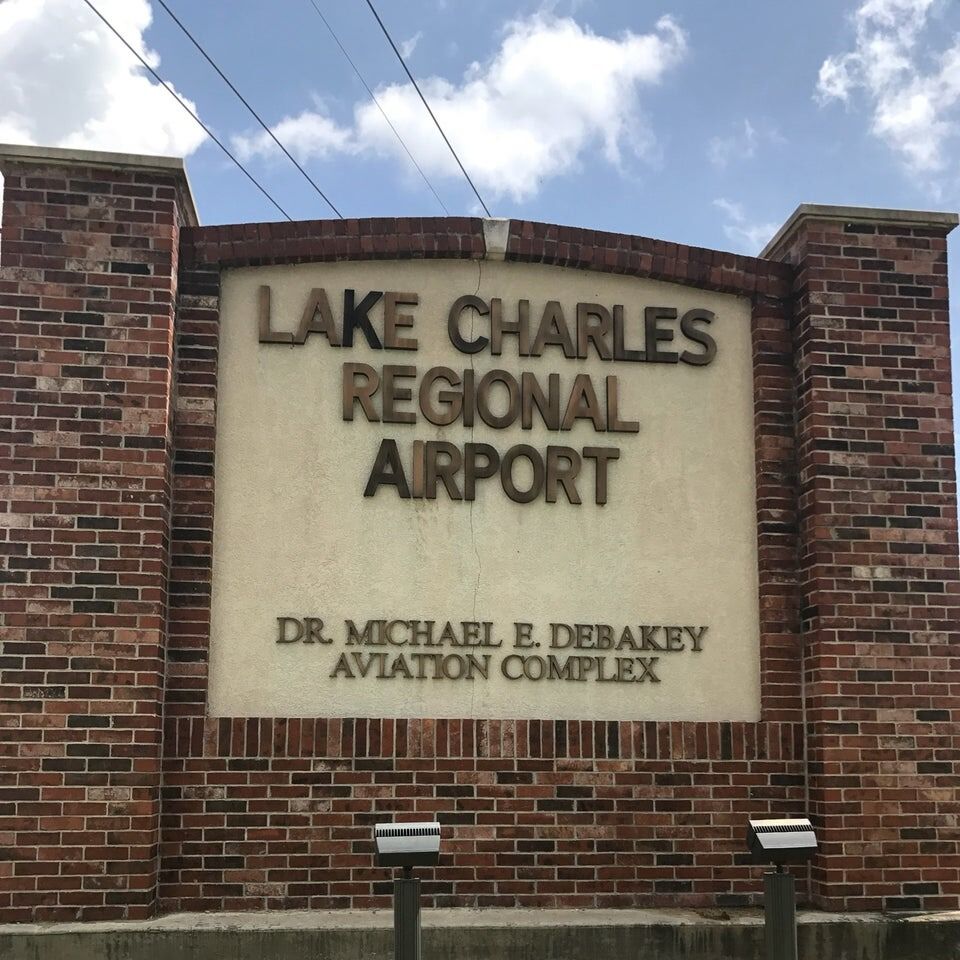 LAKE CHARLES
REGIONAL
AIRPORT
DR. MICHAEL E. DEBAKEY
AVIATION COMPLEX